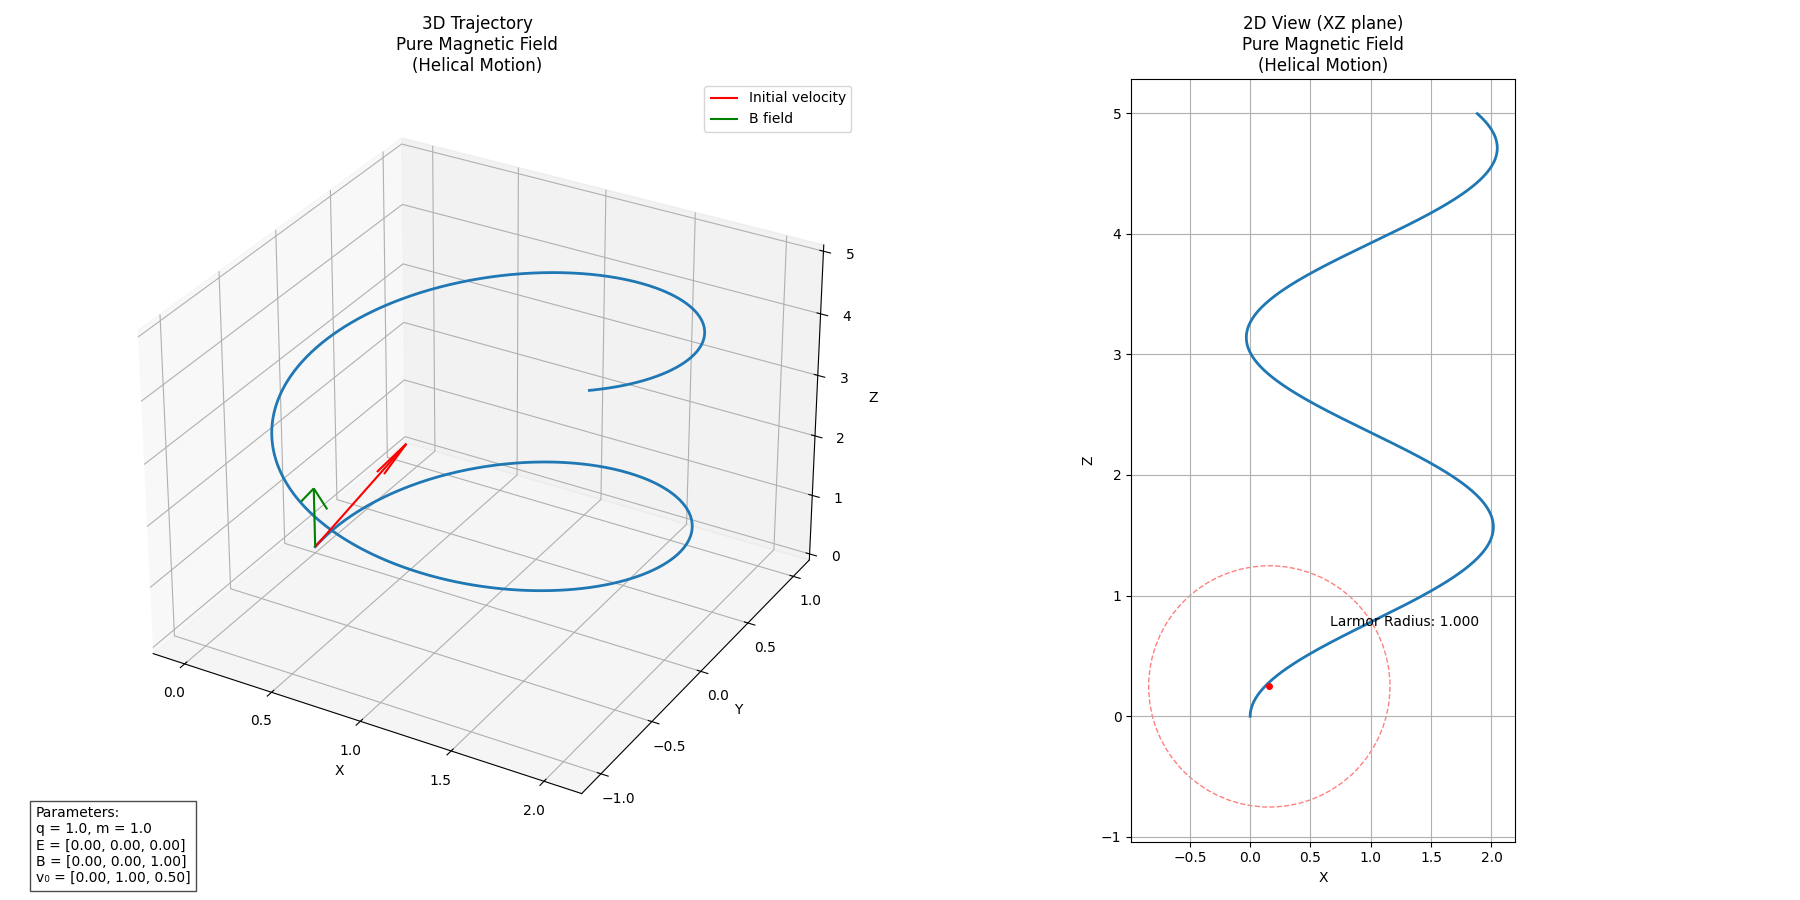 3D Trajectory
Pure Magnetic Field
(Helical Motion)
Initial velocity
B field
5
4
3
2
1
0
Z
1.0
0.5
0.0
−0.5
−1.0
Y
0.0
0.5
1.0
1.5
2.0
X
Parameters:
q = 1.0, m = 1.0
E = [0.00, 0.00, 0.00]
B = [0.00, 0.00, 1.00]
v₀ = [0.00, 1.00, 0.50]
2D View (XZ plane)
Pure Magnetic Field
(Helical Motion)
5
4
3
2
1
0
−1
Z
Larmor Radius: 1.000
−0.5
0.0
0.5
1.0
1.5
2.0
X